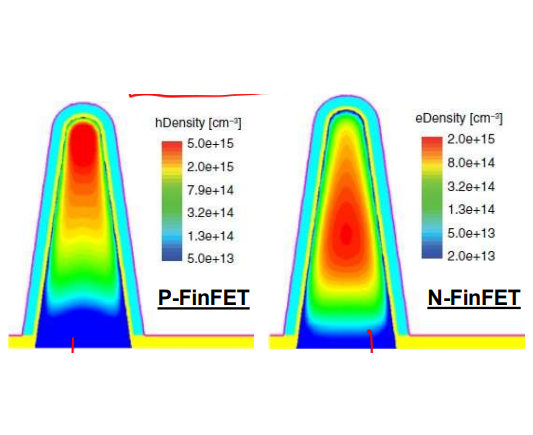 hDensity [cm⁻³]
5.0e+15
2.0e+15
7.9e+14
3.2e+14
1.3e+14
5.0e+13
P-FinFET
eDensity [cm⁻³]
2.0e+15
8.0e+14
3.2e+14
1.3e+14
5.0e+13
2.0e+13
N-FinFET